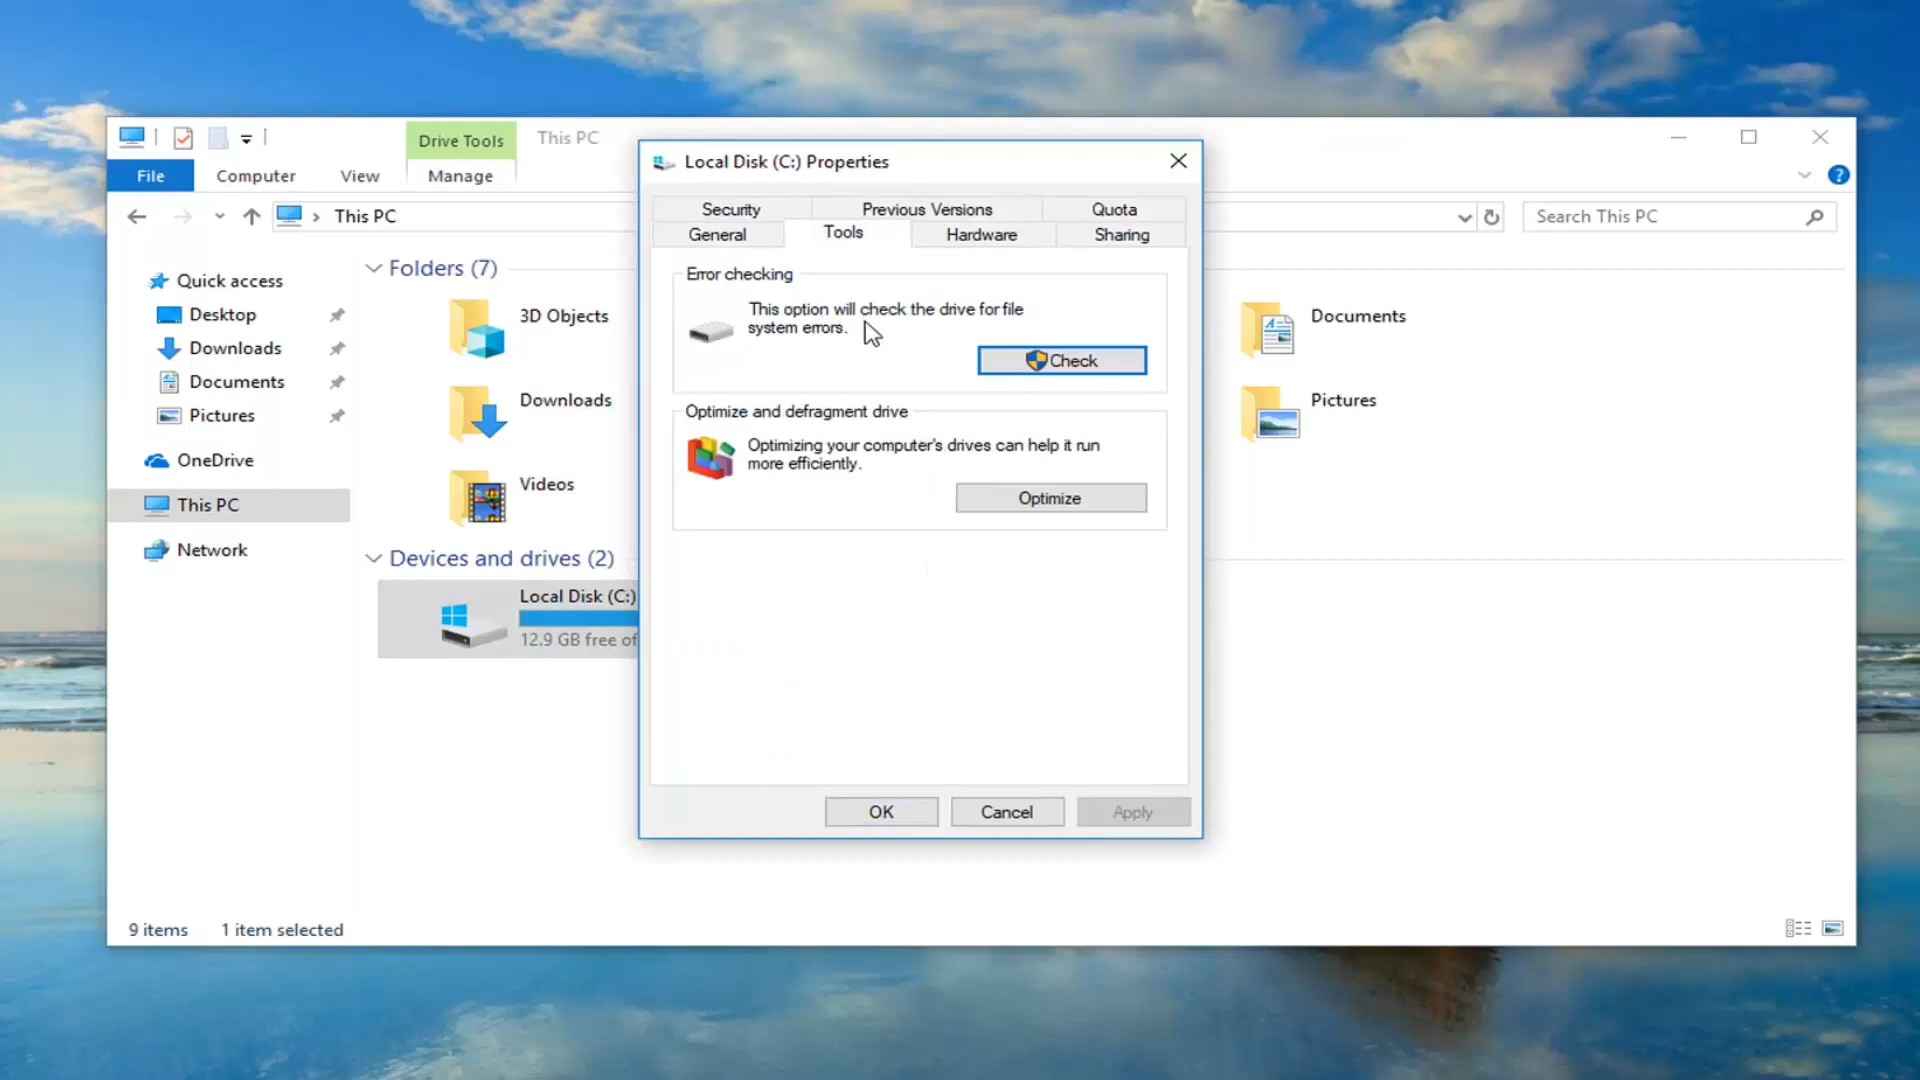 Drive Tools
This PC
File
Computer
View
Manage
This PC
Search This PC
Quick access
Desktop
Downloads
Documents
Pictures
OneDrive
This PC
Network
Folders (7)
3D Objects
Downloads
Videos
Documents
Pictures
Devices and drives (2)
Local Disk (C:)
12.9 GB free of
9 items
1 item selected
Local Disk (C:) Properties
Security
Previous Versions
Quota
General
Tools
Hardware
Sharing
Error checking
This option will check the drive for file
system errors.
Check
Optimize and defragment drive
Optimizing your computer's drives can help it run
more efficiently.
Optimize
OK
Cancel
Apply